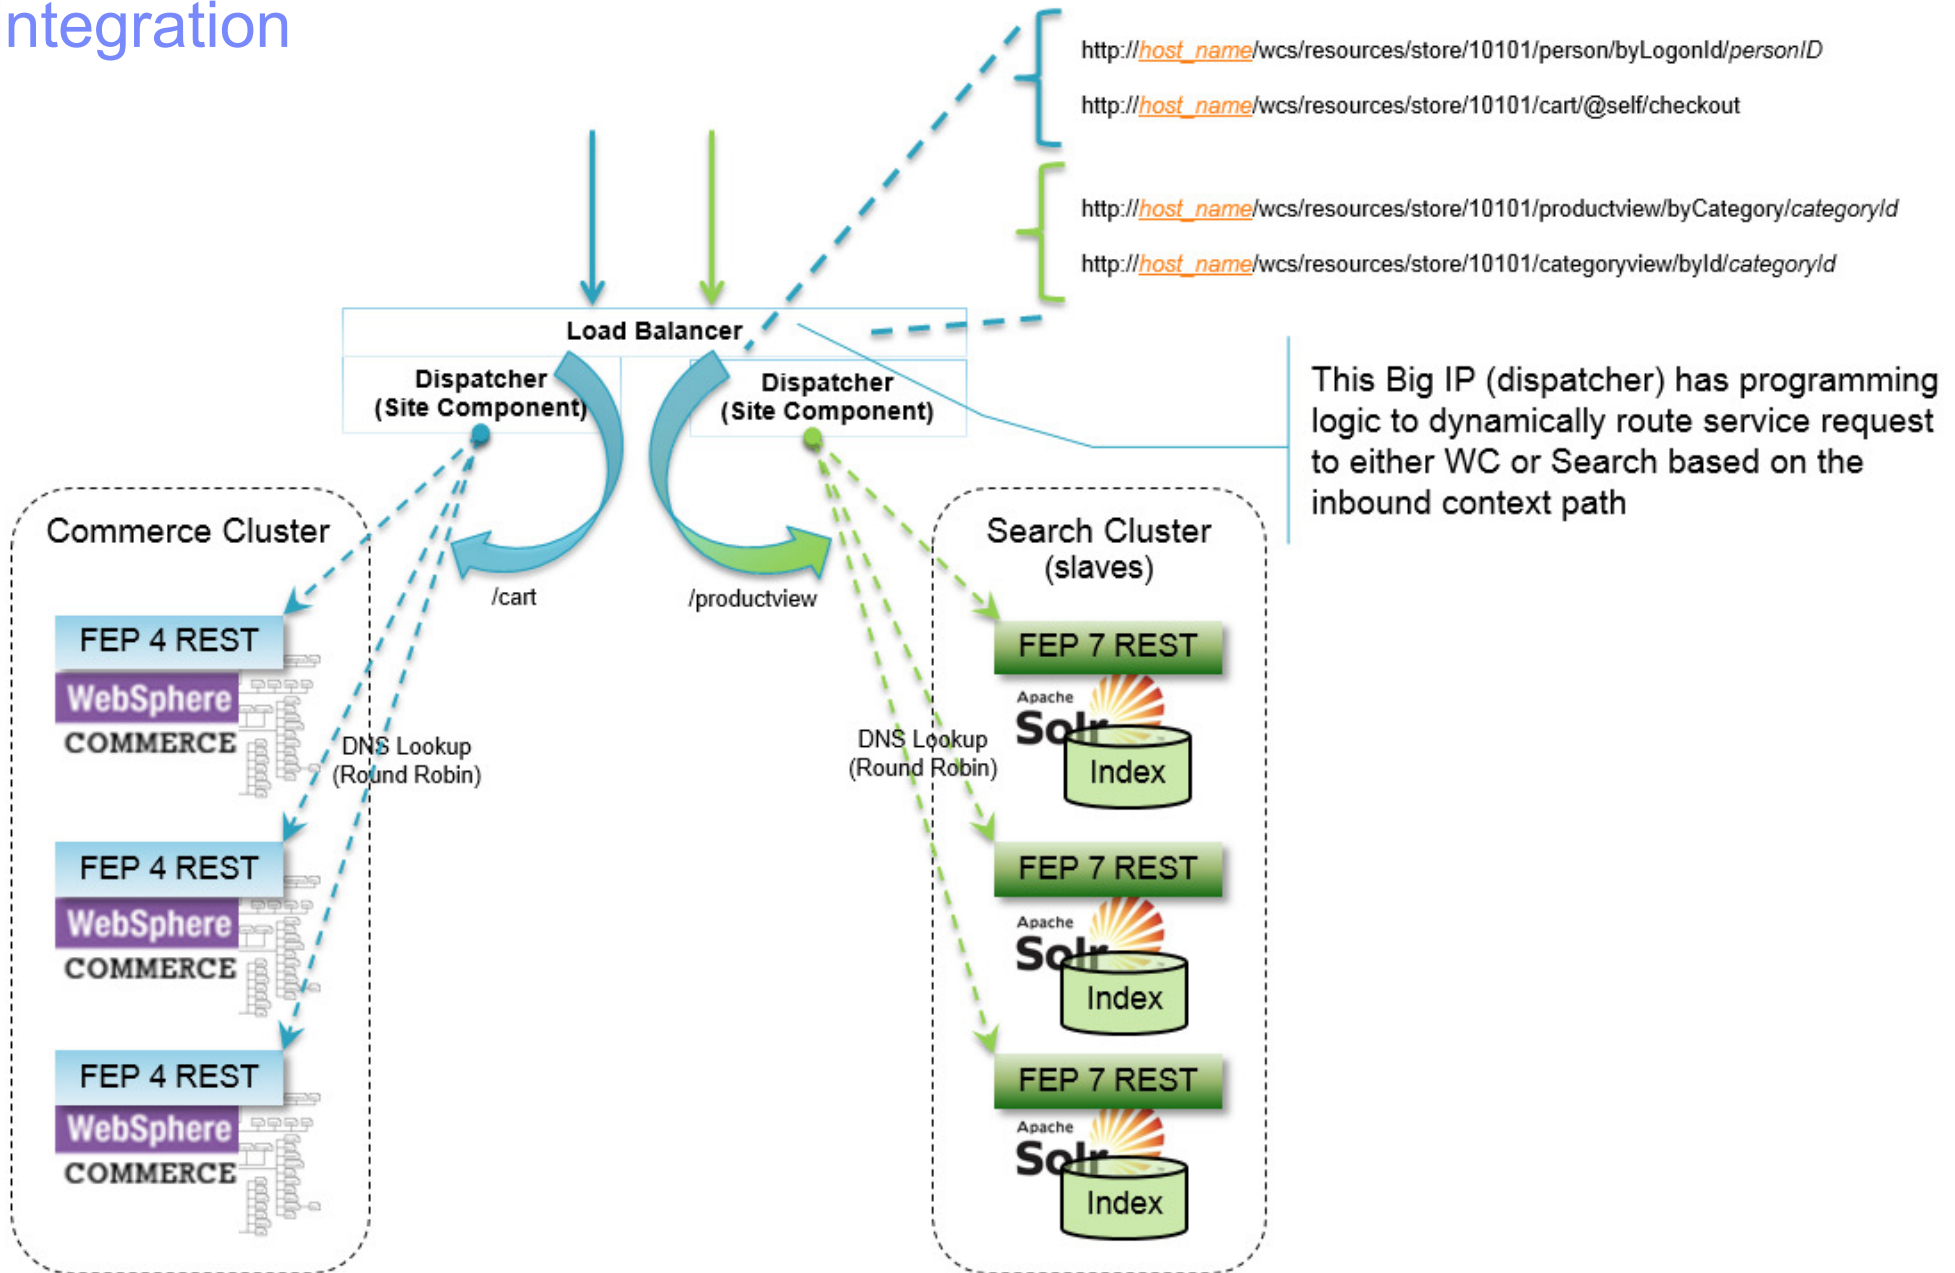 ntegration
http://host_name/wcs/resources/store/10101/person/byLogonId/personID
http://host_name/wcs/resources/store/10101/cart/@self/checkout
http://host_name/wcs/resources/store/10101/productview/byCategory/categoryId
http://host_name/wcs/resources/store/10101/categoryview/byId/categoryId
Load Balancer
Dispatcher
(Site Component)
Dispatcher
(Site Component)
This Big IP (dispatcher) has programming
logic to dynamically route service request
to either WC or Search based on the
inbound context path
Commerce Cluster
/cart
/productview
Search Cluster
(slaves)
FEP 4 REST
WebSphere
COMMERCE
DNS Lookup
(Round Robin)
FEP 4 REST
WebSphere
COMMERCE
FEP 4 REST
WebSphere
COMMERCE
FEP 7 REST
Apache
Solr
Index
DNS Lookup
(Round Robin)
FEP 7 REST
Apache
Solr
Index
FEP 7 REST
Apache
Solr
Index